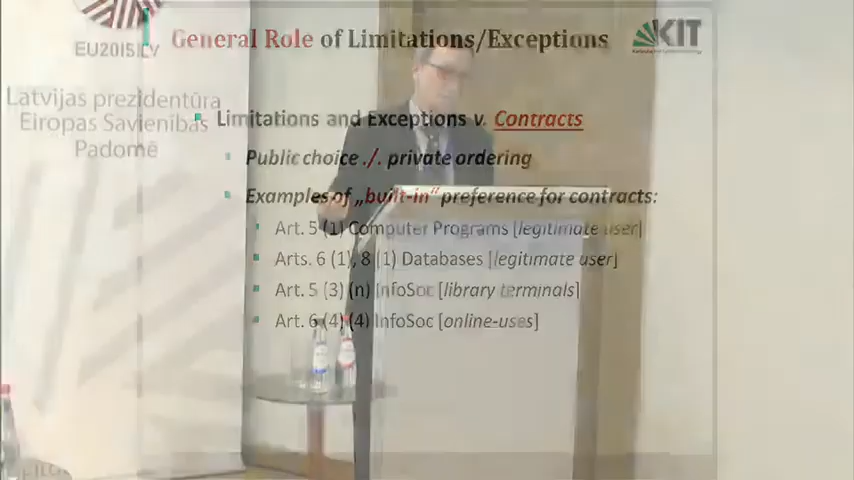 EU2015.LV
General Role of Limitations/Exceptions
KIT
Latvijas prezidentūra
Eiropas Savienības
Padomē
Limitations and Exceptions v. Contracts
Public choice ./. private ordering
Examples of „built-in“ preference for contracts:
Art. 5 (1) Computer Programs [legitimate user]
Arts. 6 (1), 8 (1) Databases [legitimate user]
Art. 5 (3) (n) InfoSoc [library terminals]
Art. 6 (4) (4) InfoSoc [online-uses]